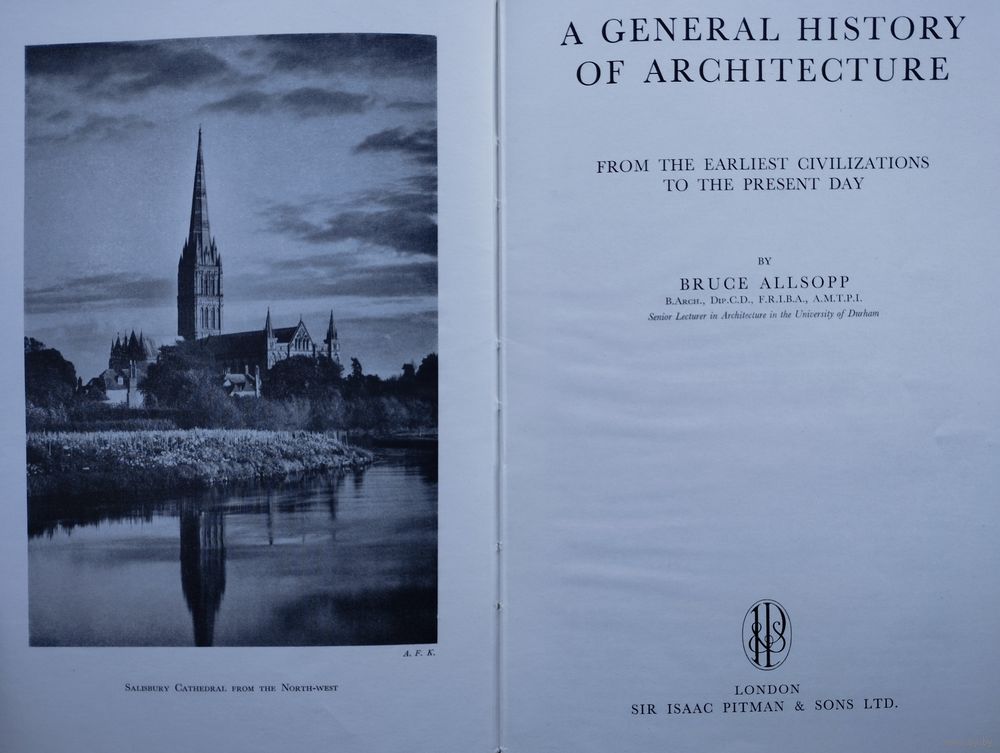 A. F. K.
SALISBURY CATHEDRAL FROM THE NORTH-WEST
A GENERAL HISTORY
OF ARCHITECTURE
FROM THE EARLIEST CIVILIZATIONS
TO THE PRESENT DAY
BY
BRUCE ALLSOPP
B.ARCH., DIP.C.D., F.R.I.B.A., A.M.T.P.I.
Senior Lecturer in Architecture in the University of Durham
LONDON
SIR ISAAC PITMAN & SONS LTD.